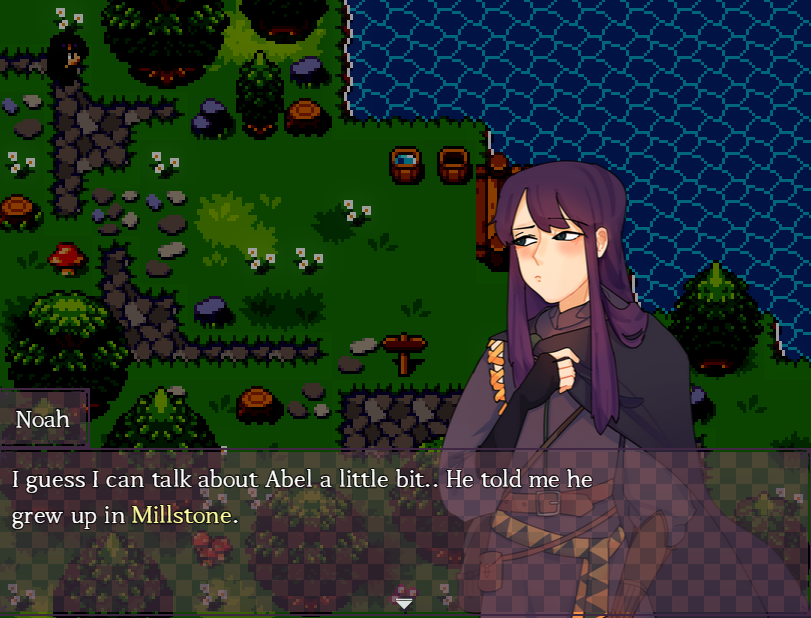 Noah
I guess I can talk about Abel a little bit.. He told me he
grew up in Millstone.